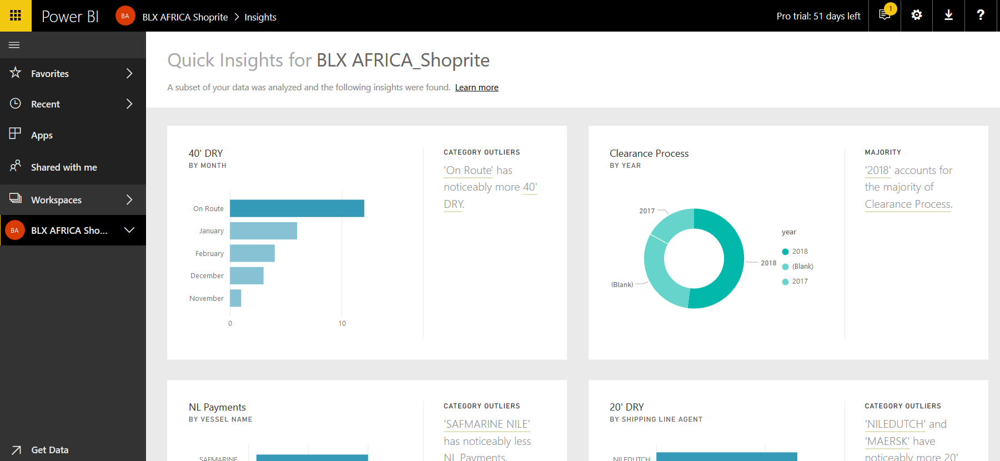 Power BI
BA
BLX AFRICA Shoprite > Insights
Pro trial: 51 days left
1
?
Favorites
Recent
Apps
Shared with me
Workspaces
BA
BLX AFRICA Sho...
Get Data
Quick Insights for BLX AFRICA_Shoprite
A subset of your data was analyzed and the following insights were found. Learn more
40' DRY
BY MONTH
On Route
January
February
December
November
0 10
CATEGORY OUTLIERS
'On Route' has
noticeably more 40'
DRY.
Clearance Process
BY YEAR
2017
2018
(Blank)
year
2018
(Blank)
2017
MAJORITY
'2018' accounts for
the majority of
Clearance Process.
NL Payments
BY VESSEL NAME
SAFMARINE
CATEGORY OUTLIERS
'SAFMARINE NILE'
has noticeably less
NL Payments.
20' DRY
BY SHIPPING LINE AGENT
NILEDUTCH
CATEGORY OUTLIERS
'NILEDUTCH' and
'MAERSK' have
noticeably more 20'